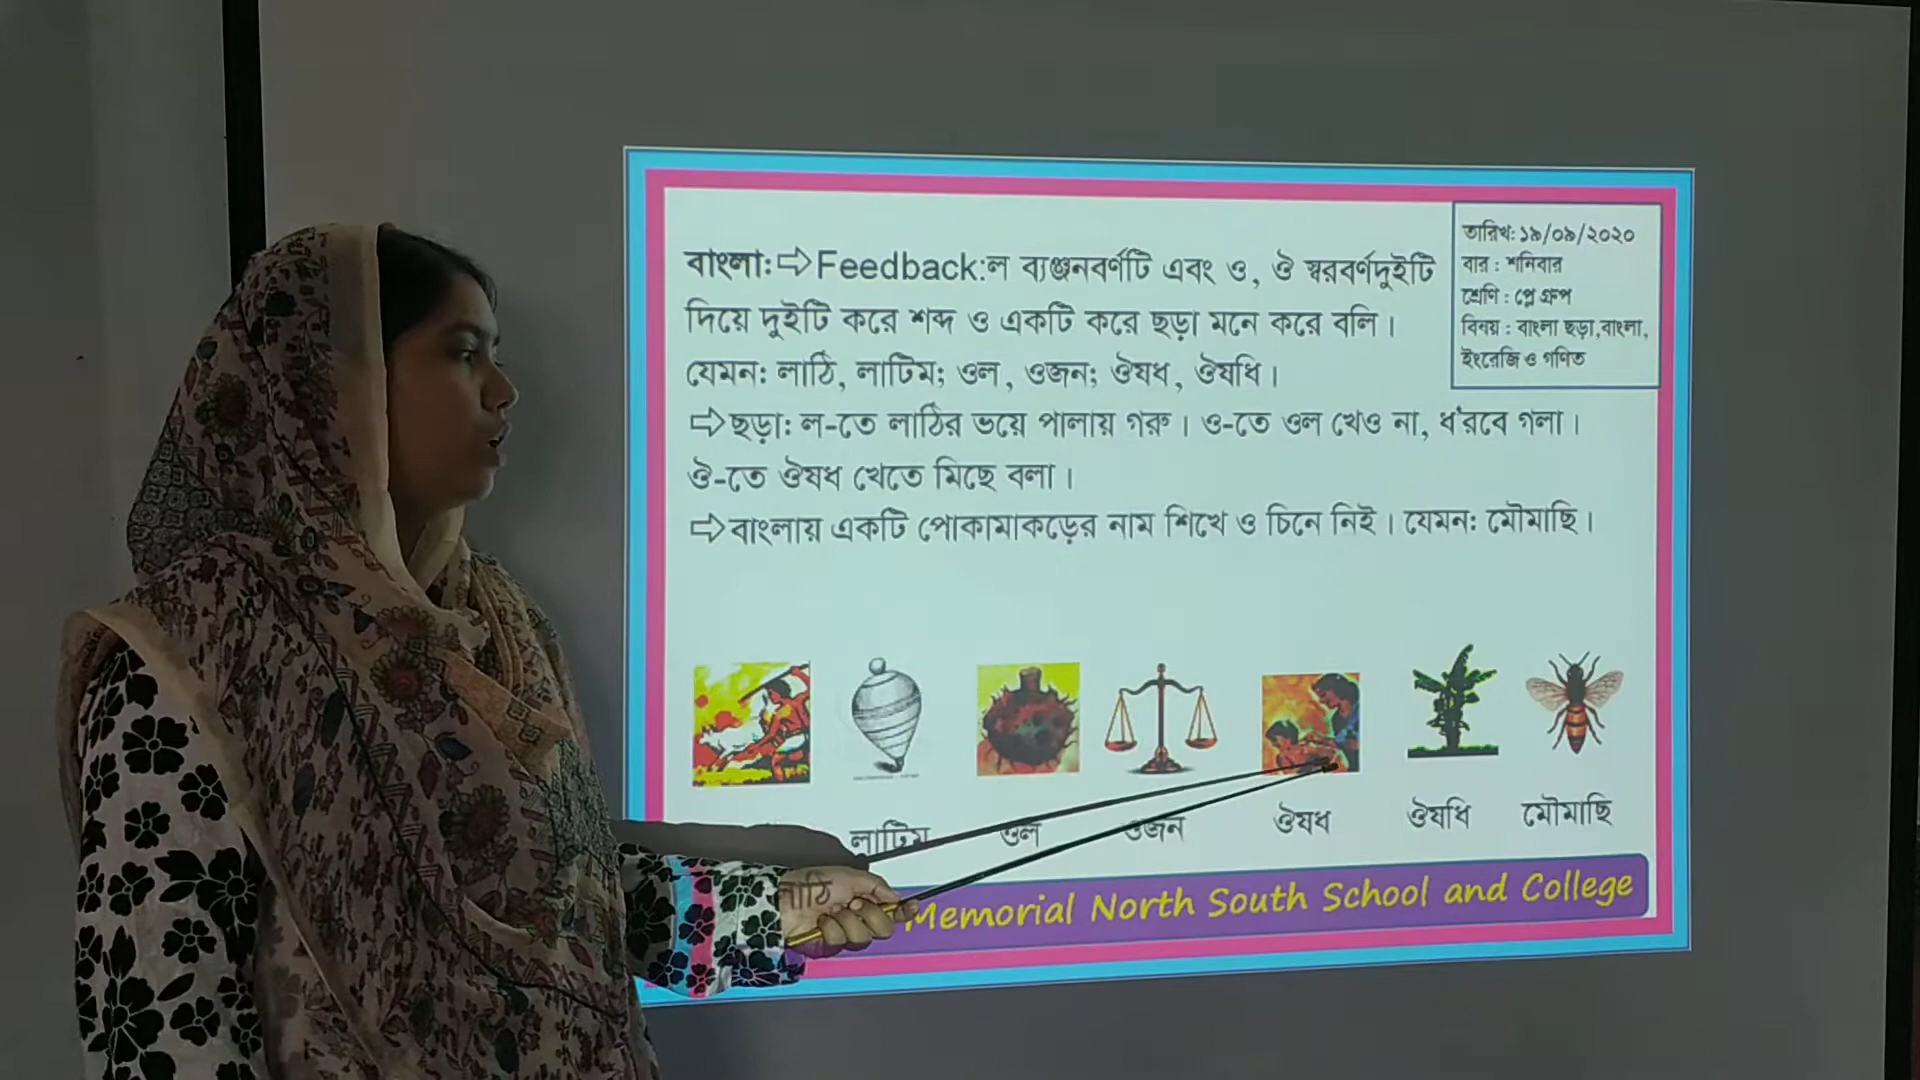 বাংলাঃ⇨Feedback:ল ব্যঞ্জনবর্ণটি এবং ও, ঔ স্বরবর্ণদুইটি
দিয়ে দুইটি করে শব্দ ও একটি করে ছড়া মনে করে বলি।
যেমনঃ লাঠি, লাটিম; ওল, ওজন; ঔষধ, ঔষধি।
⇨ছড়াঃ ল-তে লাঠির ভয়ে পালায় গরু। ও-তে ওল খেও না, ধ'রবে গলা।
ঔ-তে ঔষধ খেতে মিছে বলা।
⇨বাংলায় একটি পোকামাকড়ের নাম শিখে ও চিনে নিই। যেমনঃ মৌমাছি।
তারিখ: ১৯/০৯/২০২০
বার : শনিবার
শ্রেণি : প্লে গ্রুপ
বিষয় : বাংলা ছড়া,বাংলা,
ইংরেজি ও গণিত
লাঠি লাটিম ওল ওজন ঔষধ ঔষধি মৌমাছি
Memorial North South School and College